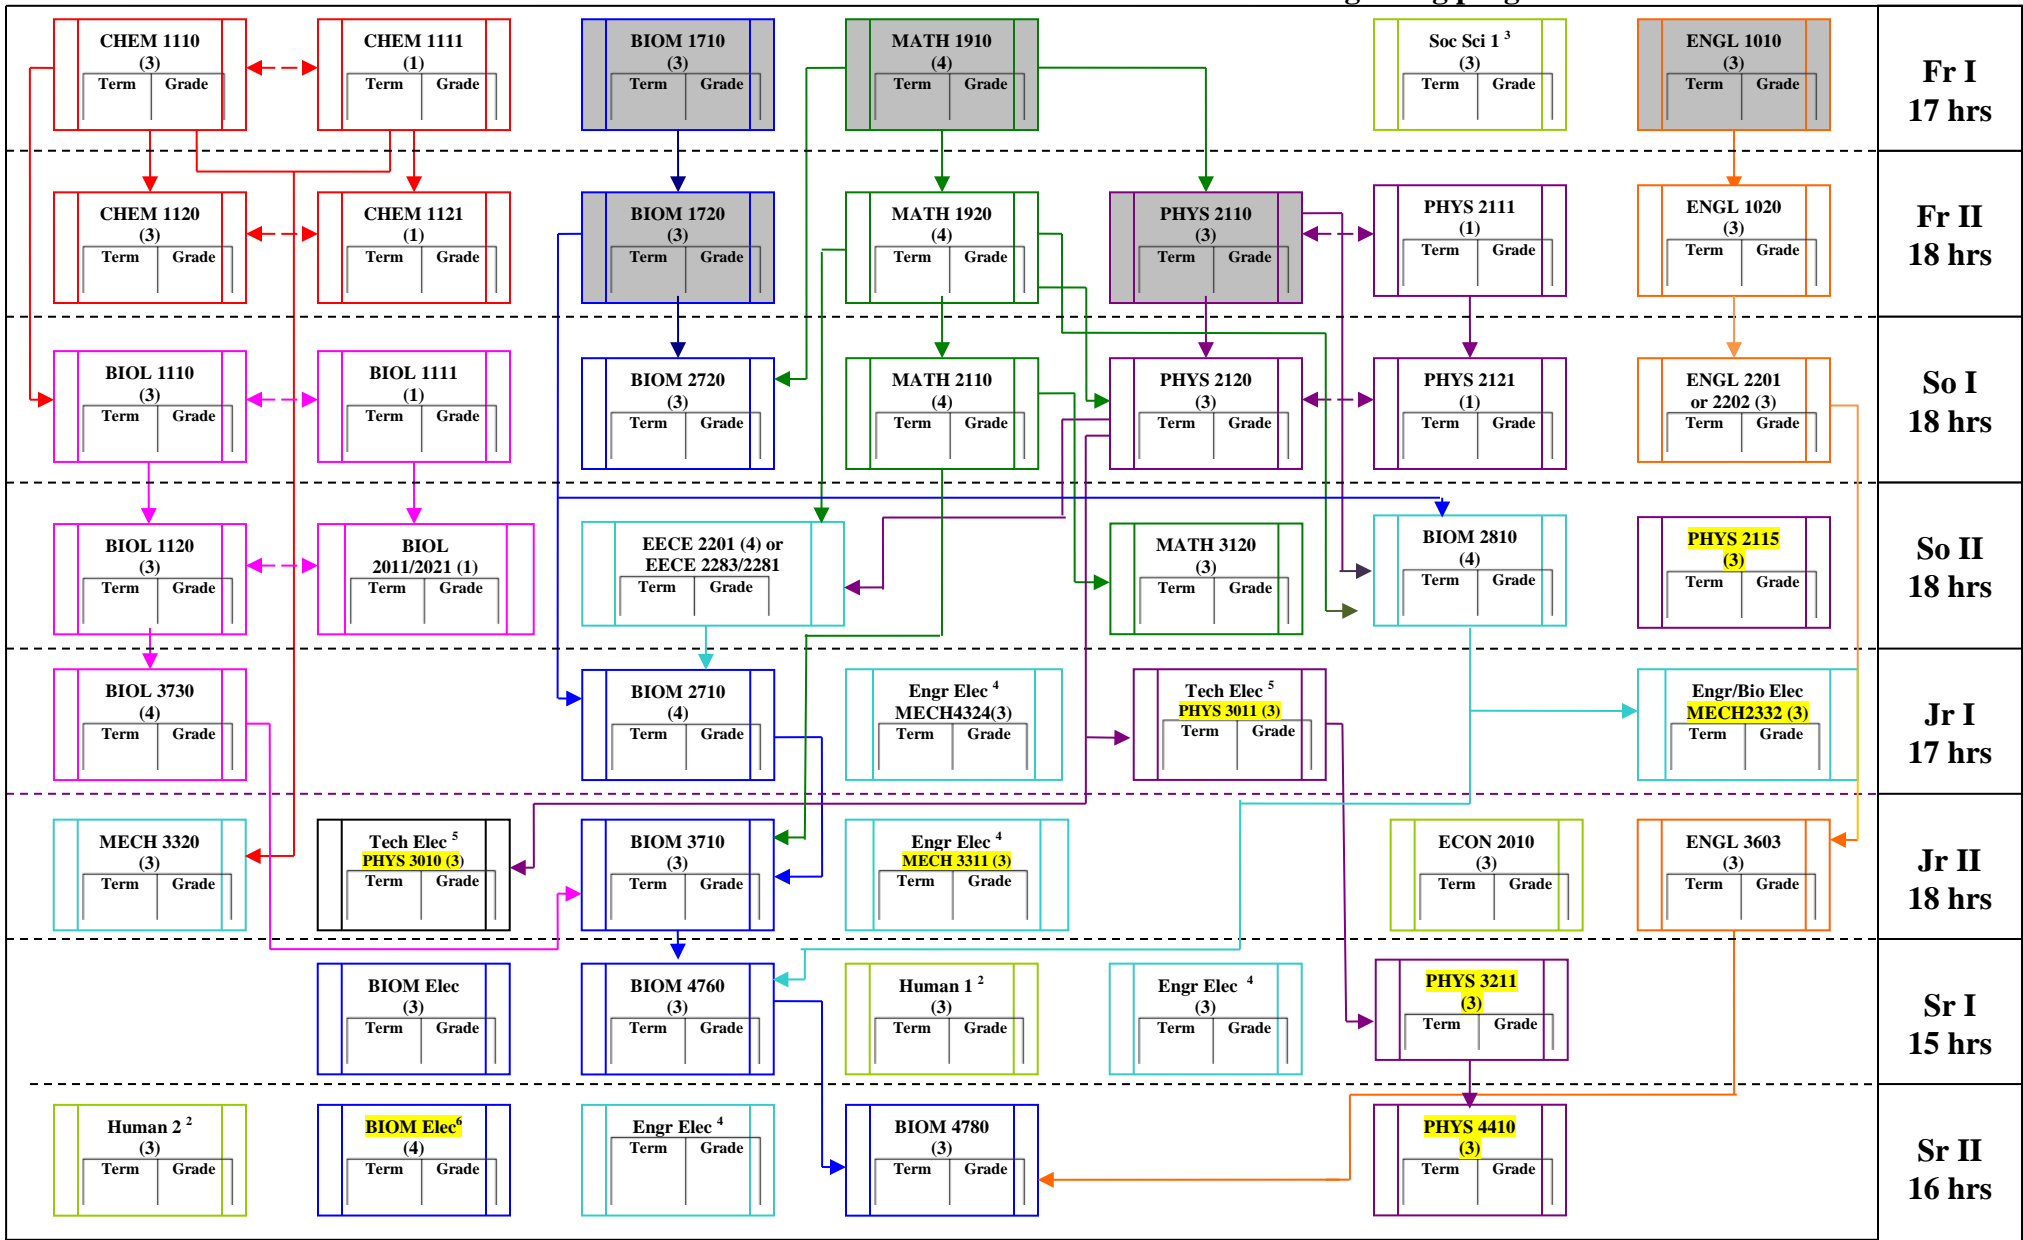 CHEM 1110
(3)
Term Grade
CHEM 1111
(1)
Term Grade
BIOM 1710
(3)
Term Grade
MATH 1910
(4)
Term Grade
Soc Sci 1 3
(3)
Term Grade
ENGL 1010
(3)
Term Grade
Fr I
17 hrs
CHEM 1120
(3)
Term Grade
CHEM 1121
(1)
Term Grade
BIOM 1720
(3)
Term Grade
MATH 1920
(4)
Term Grade
PHYS 2110
(3)
Term Grade
PHYS 2111
(1)
Term Grade
ENGL 1020
(3)
Term Grade
Fr II
18 hrs
BIOL 1110
(3)
Term Grade
BIOL 1111
(1)
Term Grade
BIOM 2720
(3)
Term Grade
MATH 2110
(4)
Term Grade
PHYS 2120
(3)
Term Grade
PHYS 2121
(1)
Term Grade
ENGL 2201
or 2202 (3)
Term Grade
So I
18 hrs
BIOL 1120
(3)
Term Grade
BIOL
2011/2021 (1)
Term Grade
EECE 2201 (4) or
EECE 2283/2281
Term Grade
MATH 3120
(3)
Term Grade
BIOM 2810
(4)
Term Grade
PHYS 2115
(3)
Term Grade
So II
18 hrs
BIOL 3730
(4)
Term Grade
BIOM 2710
(4)
Term Grade
Engr Elec 4
MECH4324(3)
Term Grade
Tech Elec 5
PHYS 3011 (3)
Term Grade
Engr/Bio Elec
MECH2332 (3)
Term Grade
Jr I
17 hrs
MECH 3320
(3)
Term Grade
Tech Elec 5
PHYS 3010 (3)
Term Grade
BIOM 3710
(3)
Term Grade
Engr Elec 4
MECH 3311 (3)
Term Grade
ECON 2010
(3)
Term Grade
ENGL 3603
(3)
Term Grade
Jr II
18 hrs
BIOM Elec
(3)
Term Grade
BIOM 4760
(3)
Term Grade
Human 1 2
(3)
Term Grade
Engr Elec 4
(3)
Term Grade
PHYS 3211
(3)
Term Grade
Sr I
15 hrs
Human 2 2
(3)
Term Grade
BIOM Elec6
(4)
Term Grade
Engr Elec 4
Term Grade
BIOM 4780
(3)
Term Grade
PHYS 4410
(3)
Term Grade
Sr II
16 hrs